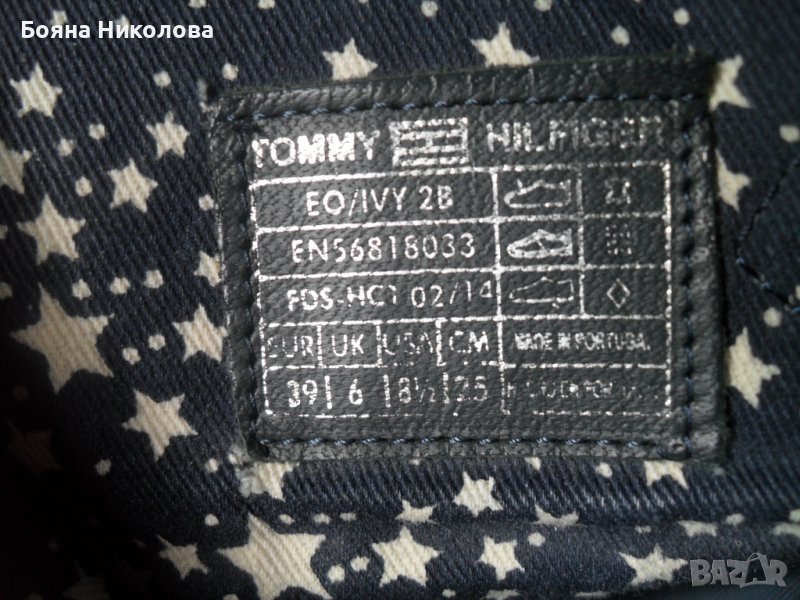 Бояна Николова
TOMMY HILFIGER
EO/IVY 2B
EN56818033
FDS-HC1 02/14
EUR UK USA CM MADE IN PORTUGAL
39 6 8½ 25
BAZAR